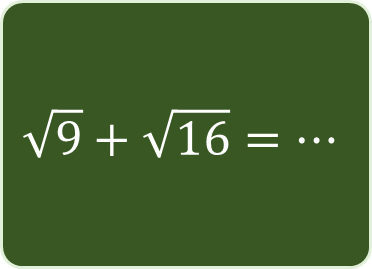 √9 + √16 = ⋯